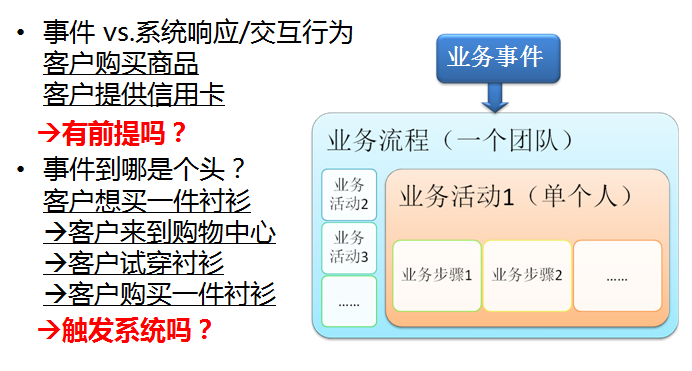 • 事件 vs.系统响应/交互行为
客户购买商品
客户提供信用卡
→有前提吗？
• 事件到哪是个头？
客户想买一件衬衫
→客户来到购物中心
→客户试穿衬衫
→客户购买一件衬衫
→触发系统吗？
业务事件
业务流程（一个团队）
业务
活动2
业务
活动3
……
业务活动1（单个人）
业务步骤1
业务步骤2
……